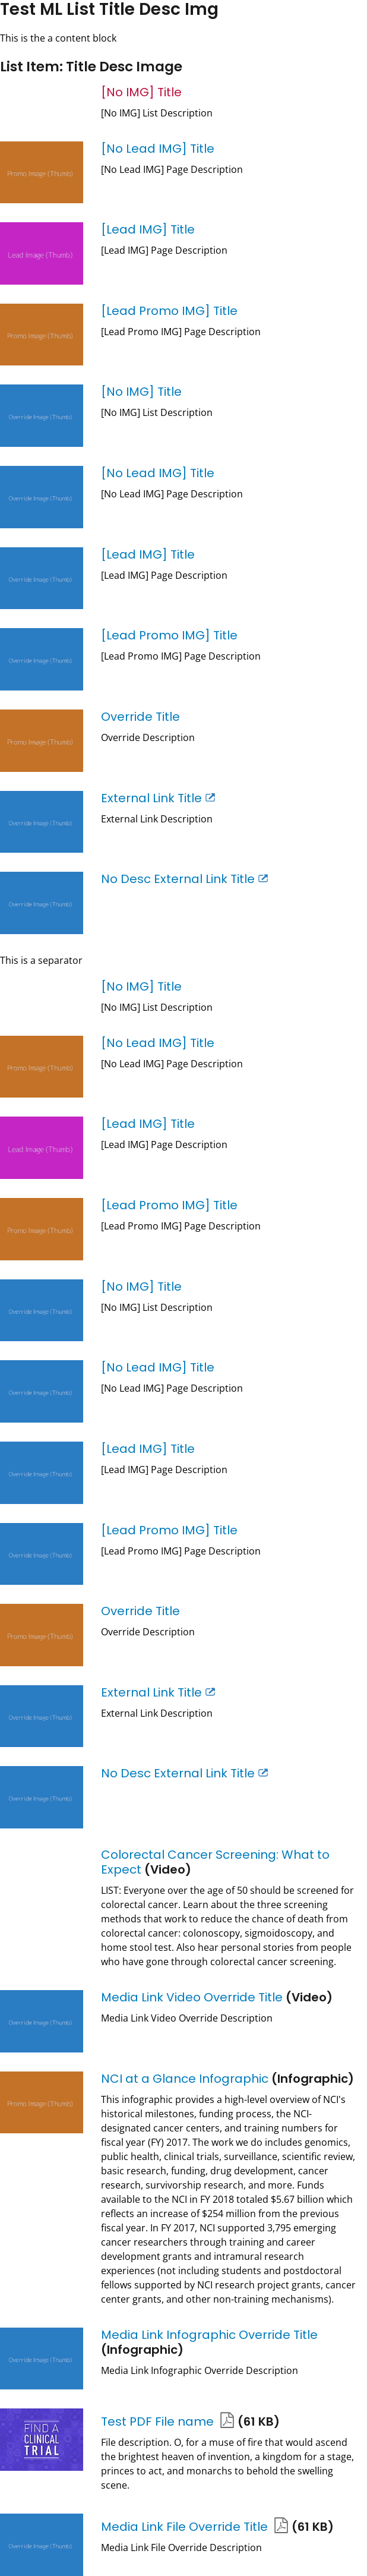 Test ML List Title Desc Img
This is the a content block
List Item: Title Desc Image
[No IMG] Title
[No IMG] List Description
Promo Image (Thumb)
[No Lead IMG] Title
[No Lead IMG] Page Description
Lead Image (Thumb)
[Lead IMG] Title
[Lead IMG] Page Description
Promo Image (Thumb)
[Lead Promo IMG] Title
[Lead Promo IMG] Page Description
Override Image (Thumb)
[No IMG] Title
[No IMG] List Description
Override Image (Thumb)
[No Lead IMG] Title
[No Lead IMG] Page Description
Override Image (Thumb)
[Lead IMG] Title
[Lead IMG] Page Description
Override Image (Thumb)
[Lead Promo IMG] Title
[Lead Promo IMG] Page Description
Promo Image (Thumb)
Override Title
Override Description
Override Image (Thumb)
External Link Title
External Link Description
Override Image (Thumb)
No Desc External Link Title
This is a separator
[No IMG] Title
[No IMG] List Description
Promo Image (Thumb)
[No Lead IMG] Title
[No Lead IMG] Page Description
Lead Image (Thumb)
[Lead IMG] Title
[Lead IMG] Page Description
Promo Image (Thumb)
[Lead Promo IMG] Title
[Lead Promo IMG] Page Description
Override Image (Thumb)
[No IMG] Title
[No IMG] List Description
Override Image (Thumb)
[No Lead IMG] Title
[No Lead IMG] Page Description
Override Image (Thumb)
[Lead IMG] Title
[Lead IMG] Page Description
Override Image (Thumb)
[Lead Promo IMG] Title
[Lead Promo IMG] Page Description
Promo Image (Thumb)
Override Title
Override Description
Override Image (Thumb)
External Link Title
External Link Description
Override Image (Thumb)
No Desc External Link Title
Colorectal Cancer Screening: What to
Expect (Video)
LIST: Everyone over the age of 50 should be screened for
colorectal cancer. Learn about the three screening
methods that work to reduce the chance of death from
colorectal cancer: colonoscopy, sigmoidoscopy, and
home stool test. Also hear personal stories from people
who have gone through colorectal cancer screening.
Override Image (Thumb)
Media Link Video Override Title (Video)
Media Link Video Override Description
Promo Image (Thumb)
NCI at a Glance Infographic (Infographic)
This infographic provides a high-level overview of NCI's
historical milestones, funding process, the NCI-
designated cancer centers, and training numbers for
fiscal year (FY) 2017. The work we do includes genomics,
public health, clinical trials, surveillance, scientific review,
basic research, funding, drug development, cancer
research, survivorship research, and more. Funds
available to the NCI in FY 2018 totaled $5.67 billion which
reflects an increase of $254 million from the previous
fiscal year. In FY 2017, NCI supported 3,795 emerging
cancer researchers through training and career
development grants and intramural research
experiences (not including students and postdoctoral
fellows supported by NCI research project grants, cancer
center grants, and other non-training mechanisms).
Override Image (Thumb)
Media Link Infographic Override Title
(Infographic)
Media Link Infographic Override Description
FIND A
CLINICAL
TRIAL
Test PDF File name (61 KB)
File description. O, for a muse of fire that would ascend
the brightest heaven of invention, a kingdom for a stage,
princes to act, and monarchs to behold the swelling
scene.
Override Image (Thumb)
Media Link File Override Title (61 KB)
Media Link File Override Description